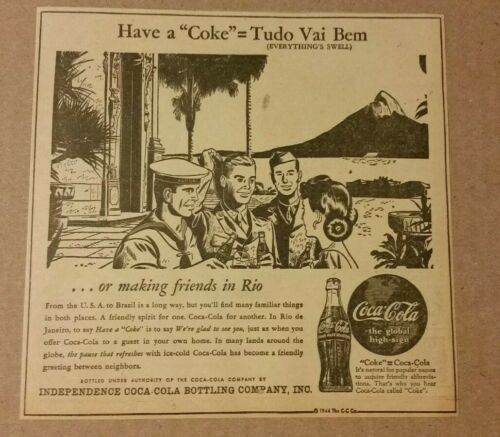 Have a "Coke" = Tudo Vai Bem
(EVERYTHING'S SWELL)
... or making friends in Rio
From the U. S. A. to Brazil is a long way, but you'll find many familiar things
in both places. A friendly spirit for one. Coca-Cola for another. In Rio de
Janeiro, to say Have a "Coke" is to say We're glad to see you, just as when you
offer Coca-Cola to a guest in your own home. In many lands around the
globe, the pause that refreshes with ice-cold Coca-Cola has become a friendly
greeting between neighbors.
BOTTLED UNDER AUTHORITY OF THE COCA-COLA COMPANY BY
INDEPENDENCE COCA-COLA BOTTLING COMPANY, INC.
Coca-Cola
Coca-Cola
-the global
high-sign
"Coke" = Coca-Cola
It's natural for popular names
to acquire friendly abbrevia-
tions. That's why you hear
Coca-Cola called "Coke".
© 1944 The C-C Co.